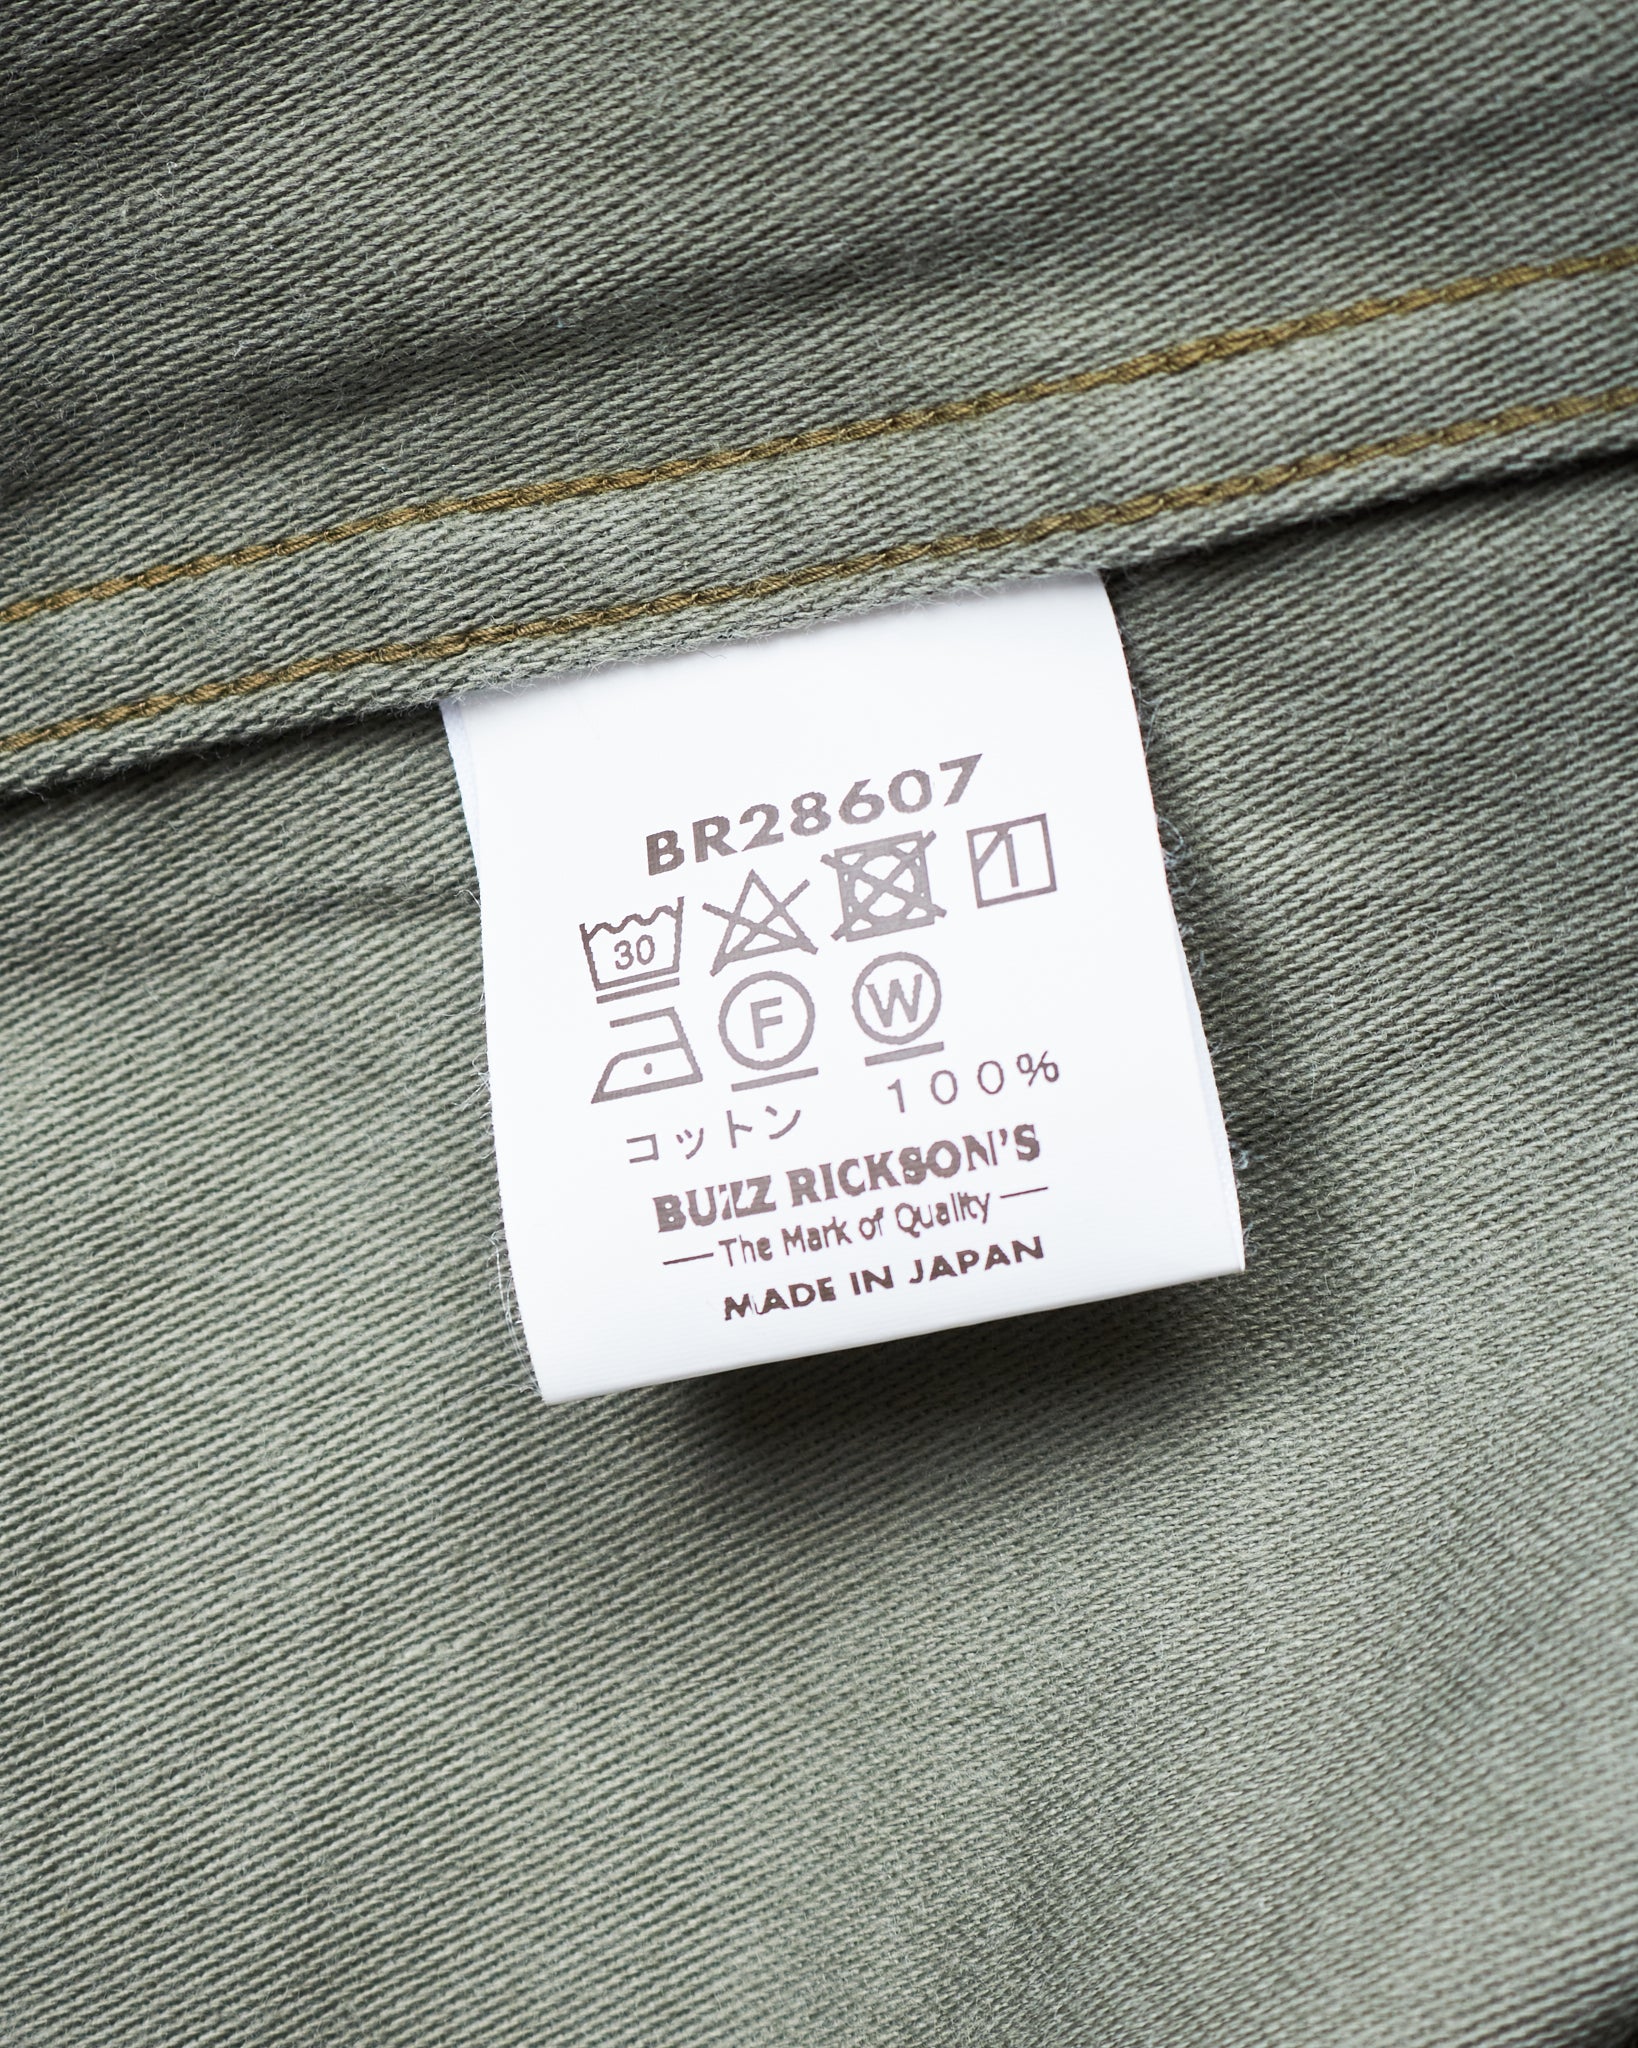 BR28607
30
F W
コットン 100%
BUZZ RICKSON'S
The Mark of Quality
MADE IN JAPAN